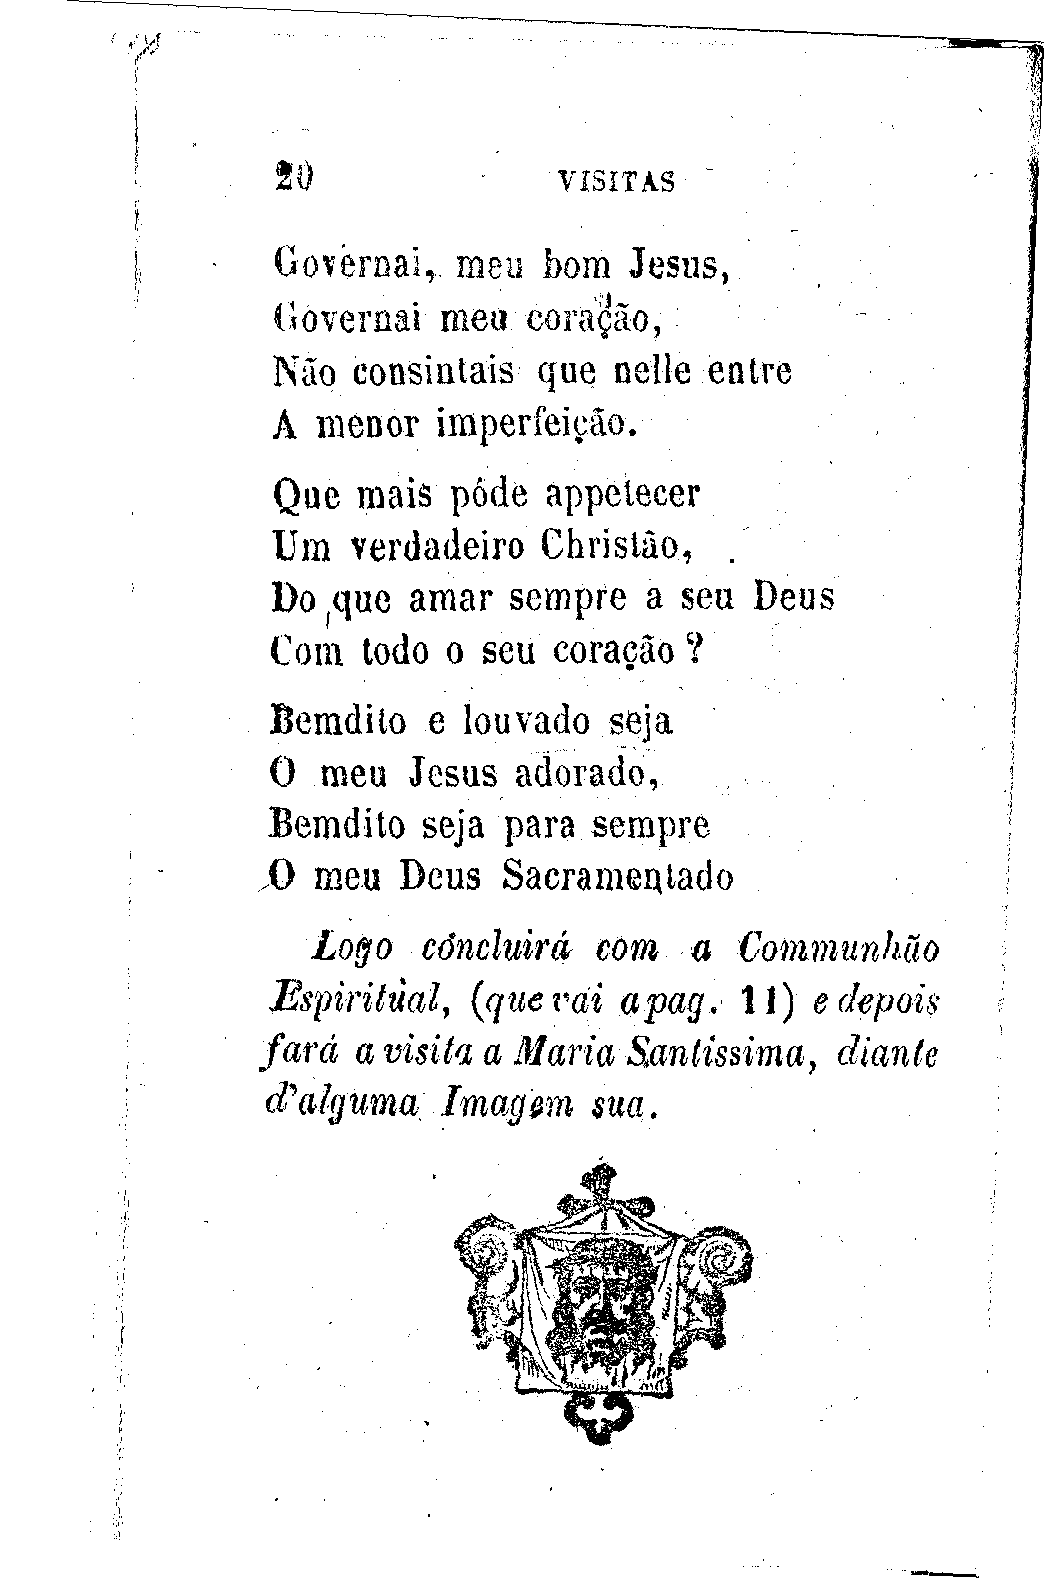 20 VISITAS
Governai, meu bom Jesus,
Governai meu coração,
Não consintais que nelle entre
A menor imperfeição.
Que mais póde appetecer
Um verdadeiro Christão,
Do que amar sempre a seu Deus
Com todo o seu coração?
Bemdito e louvado seja
O meu Jesus adorado,
Bemdito seja para sempre
O meu Deus Sacramentado
Logo concluirá com a Communhão
Espiritual, (que vai a pag. 11) e depois
fará a visita a Maria Santissima, diante
d'alguma Imagem sua.